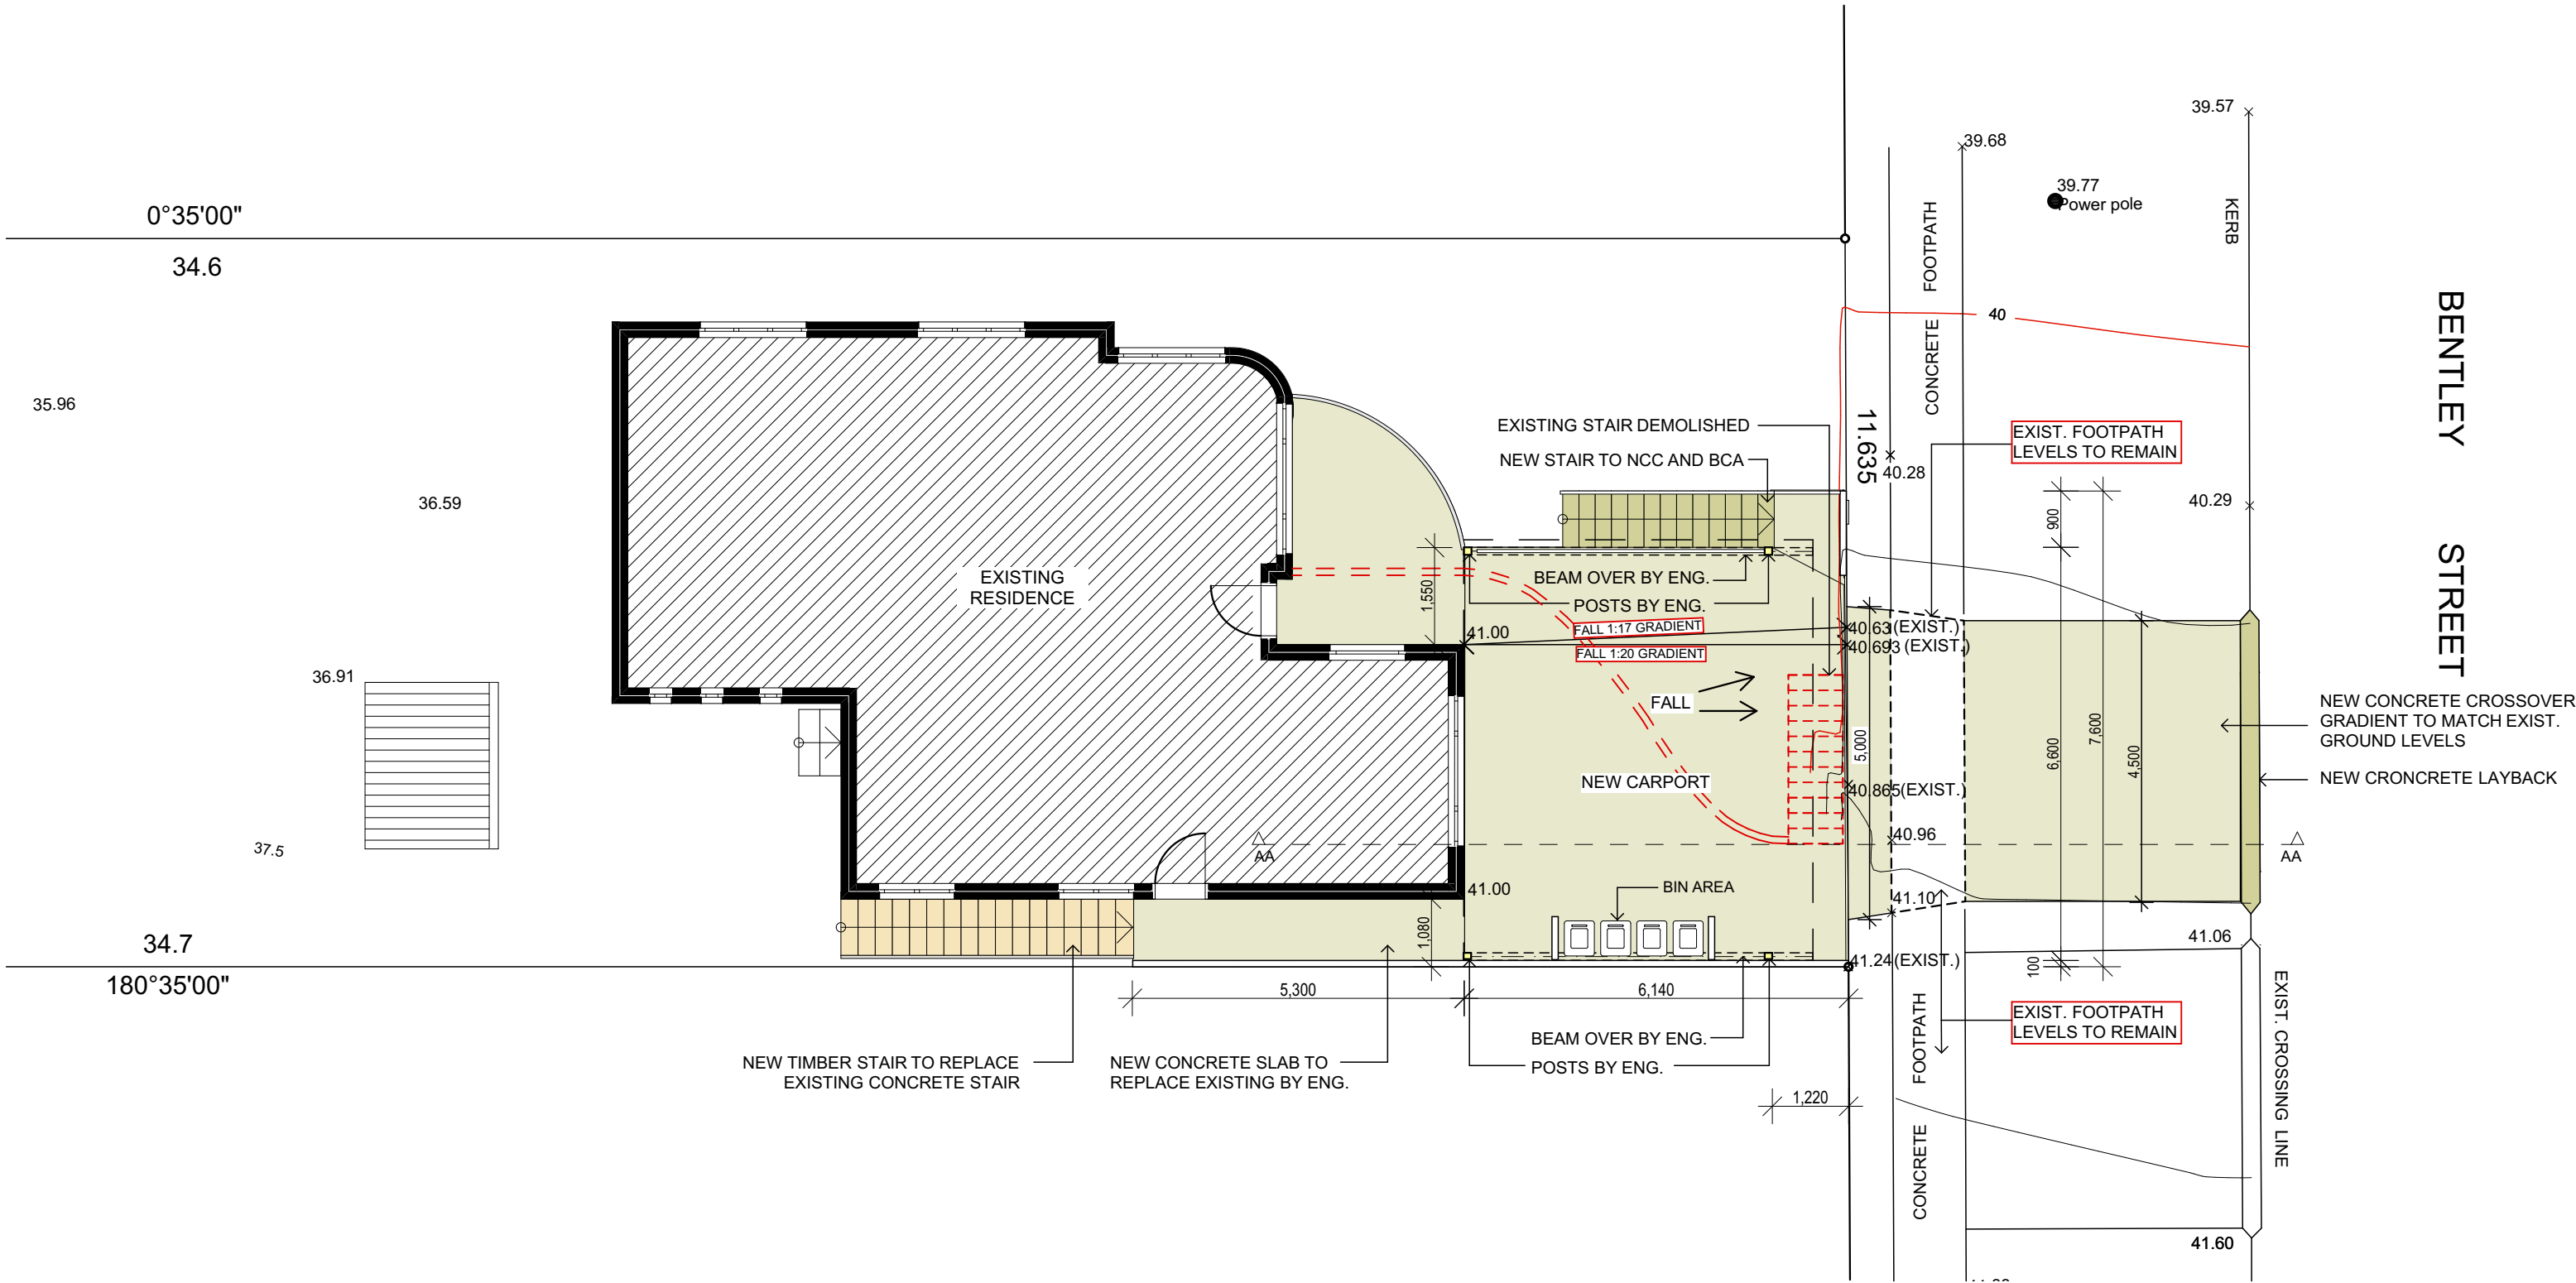 39.57
39.68
39.77
Power pole
0°35'00"
34.6
KERB
FOOTPATH
CONCRETE
BENTLEY STREET
40
35.96
36.59
EXISTING STAIR DEMOLISHED
NEW STAIR TO NCC AND BCA
11.635
40.28
EXIST. FOOTPATH
LEVELS TO REMAIN
40.29
900
EXISTING
RESIDENCE
1,550
BEAM OVER BY ENG.
POSTS BY ENG.
41.00
FALL 1:17 GRADIENT
FALL 1:20 GRADIENT
40.63(EXIST.)
40.693 (EXIST.)
36.91
FALL
NEW CARPORT
5,000
6,600
7,600
4,500
NEW CONCRETE CROSSOVER
GRADIENT TO MATCH EXIST.
GROUND LEVELS
NEW CRONCRETE LAYBACK
40.865(EXIST.)
40.96
37.5
AA
AA
41.00
BIN AREA
41.10
1,080
34.7
180°35'00"
41.24(EXIST.)
41.06
100
5,300
6,140
EXIST. FOOTPATH
LEVELS TO REMAIN
EXIST. CROSSING LINE
FOOTPATH
CONCRETE
NEW TIMBER STAIR TO REPLACE
EXISTING CONCRETE STAIR
NEW CONCRETE SLAB TO
REPLACE EXISTING BY ENG.
BEAM OVER BY ENG.
POSTS BY ENG.
1,220
41.60